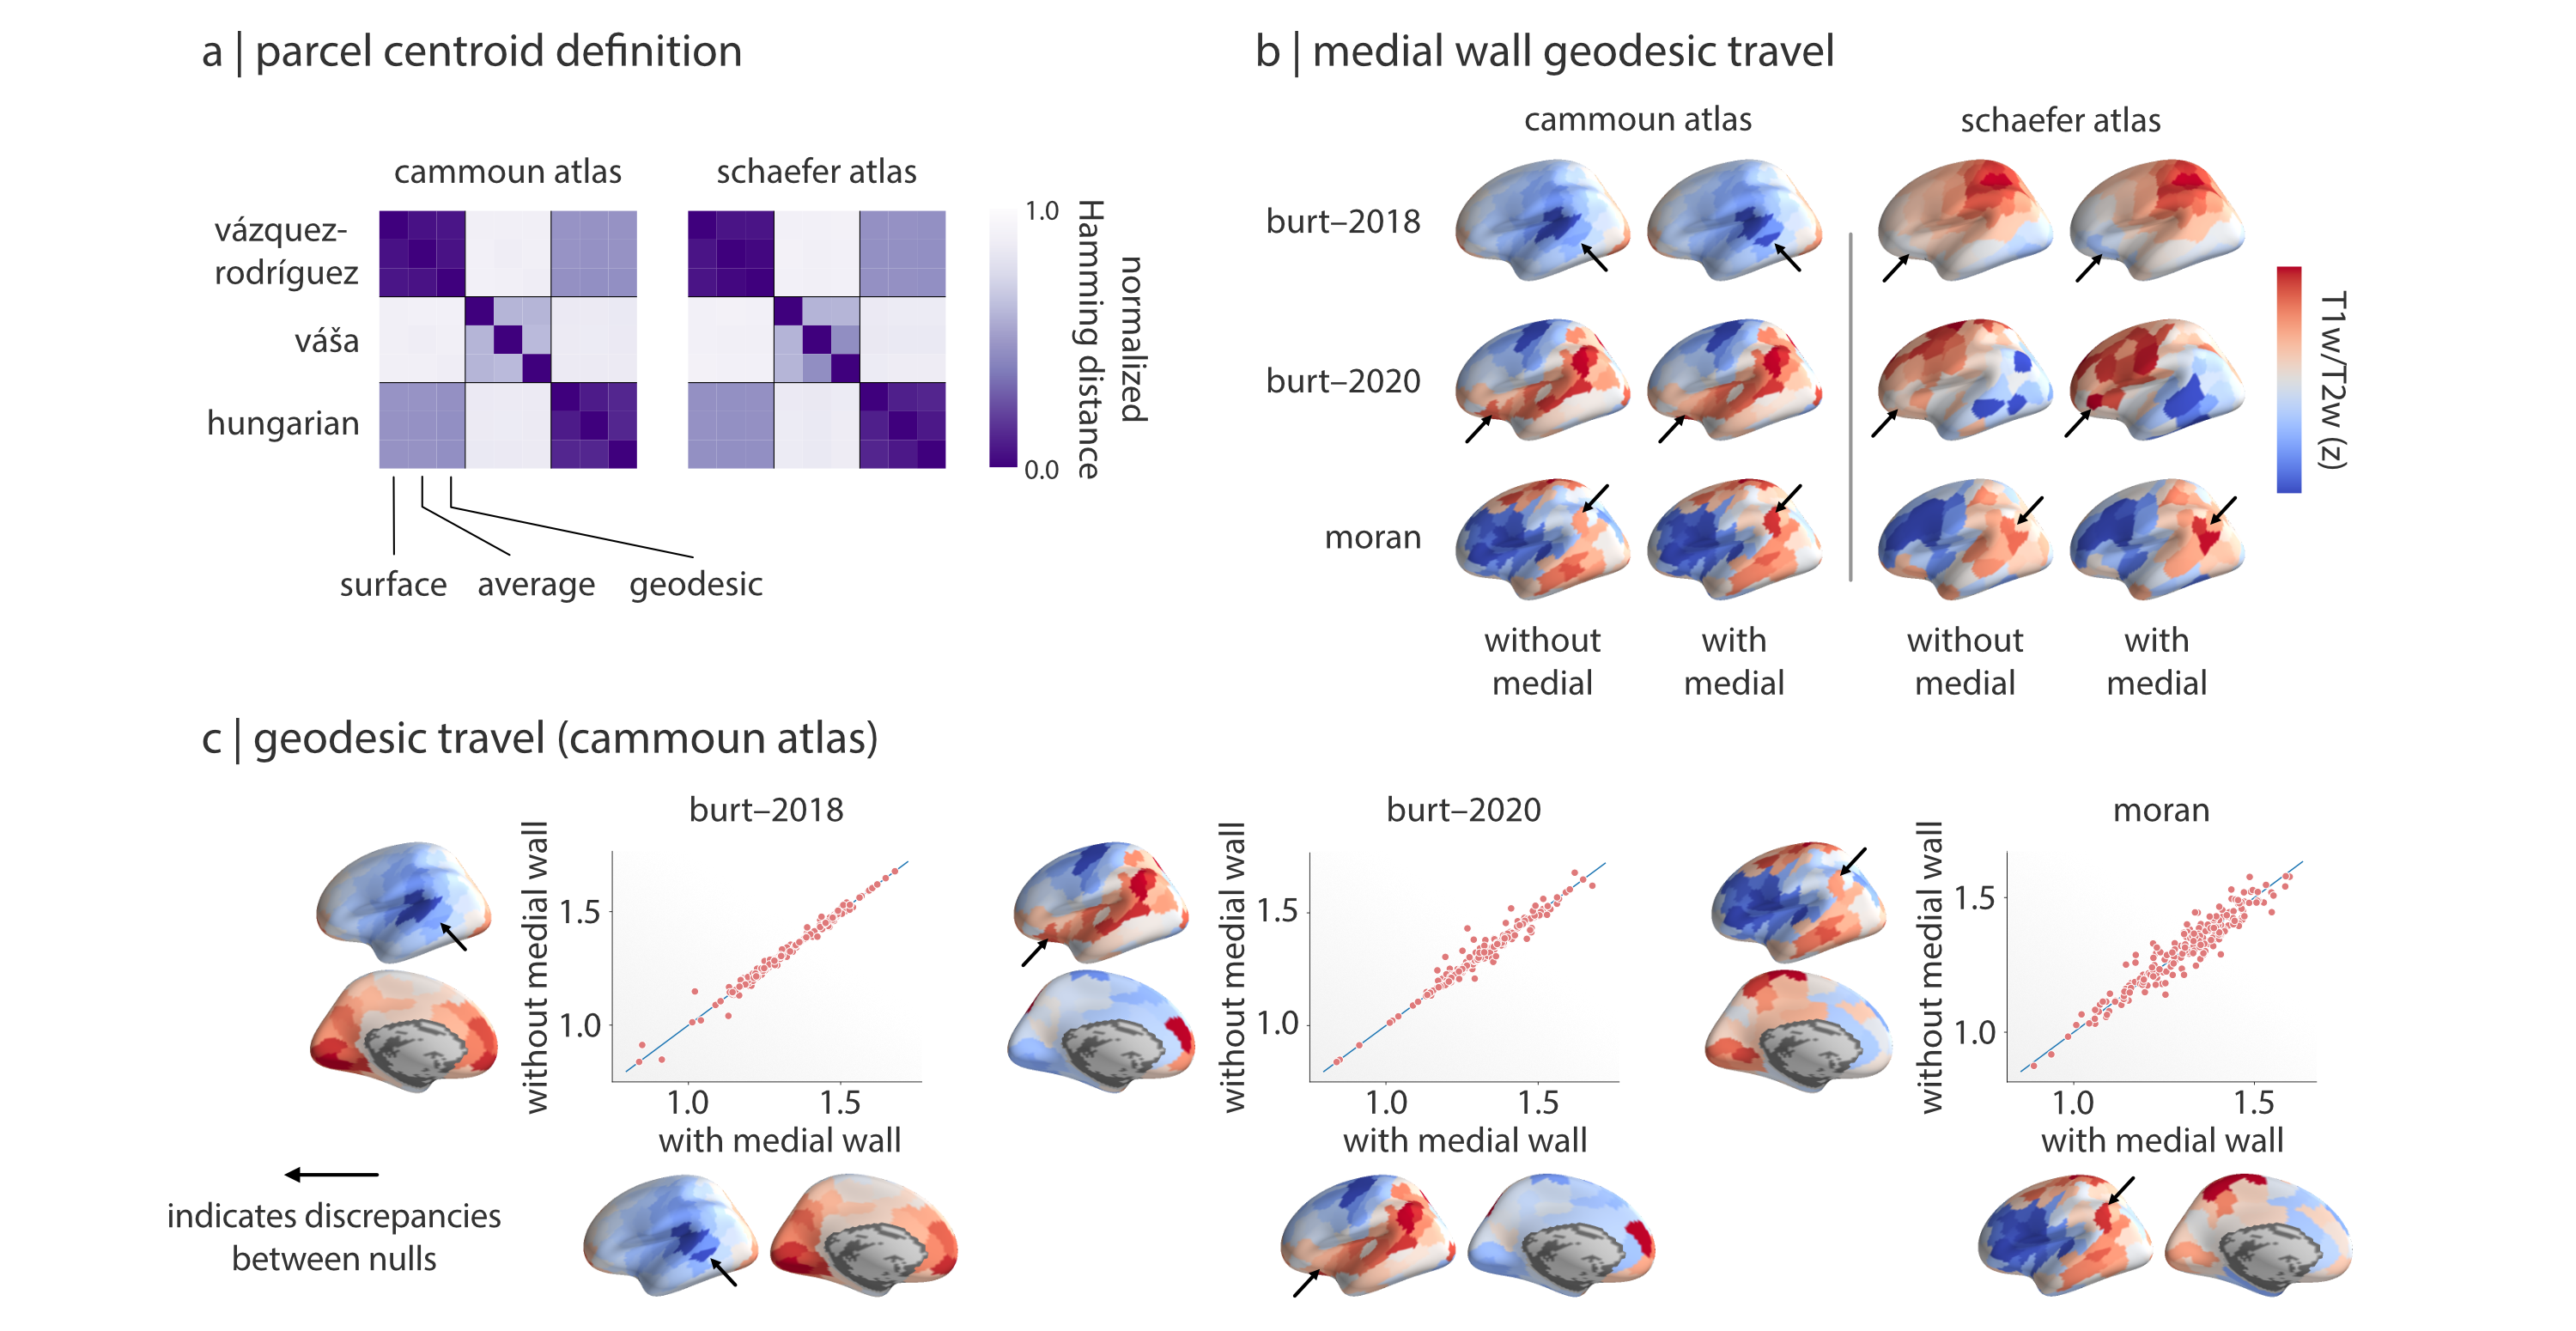 a | parcel centroid definition
cammoun atlas
schaefer atlas
vázquez-
rodríguez
váša
hungarian
surface
average
geodesic
1.0
0.0
normalized
Hamming distance
b | medial wall geodesic travel
cammoun atlas
schaefer atlas
burt–2018
burt–2020
moran
without
medial
with
medial
without
medial
with
medial
T1w/T2w (z)
c | geodesic travel (cammoun atlas)
burt–2018
without medial wall
1.5
1.0
1.0
1.5
with medial wall
burt–2020
without medial wall
1.5
1.0
1.0
1.5
with medial wall
moran
without medial wall
1.5
1.0
1.0
1.5
with medial wall
indicates discrepancies
between nulls